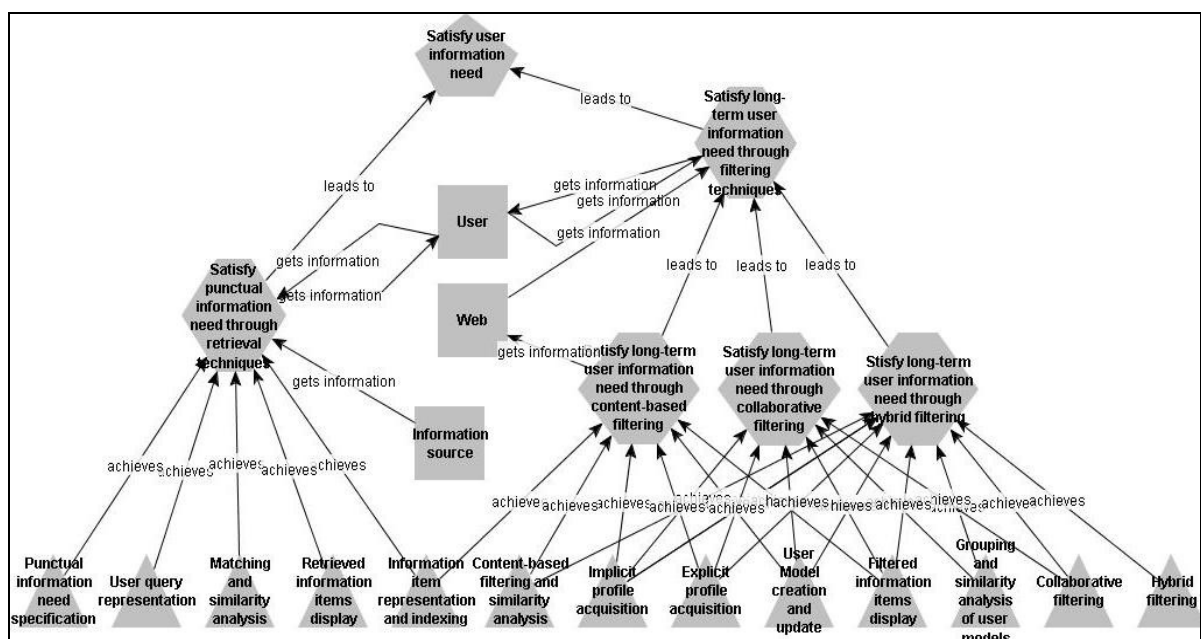 Satisfy user
information
need
leads to
Satisfy long-
term user
information
need through
filtering
techniques
leads to
gets information
gets information
User
gets information
gets information
Satisfy
punctual
information
need through
retrieval
techniques
Web
leads to
leads to
leads to
gets information
gets information
Satisfy long-term
user information
need through
content-based
filtering
Satisfy long-term
user information
need through
collaborative
filtering
Stisfy long-term
user information
need through
hybrid filtering
Information
source
achieves
achieves
achieves
achieves
achieves
achieve
achieves
achieves
achieves
achieves
achieves
achieves
achieves
achieves
achieves
achieves
achieves
Punctual
information
need
specification
User query
representation
Matching
and
similarity
analysis
Retrieved
information
items
display
Information
item
representation
and indexing
Content-based
filtering and
similarity
analysis
Implicit
profile
acquisition
Explicit
profile
acquisition
User
Model
creation
and
update
Filtered
information
items
display
Grouping
and
similarity
analysis
of user
models
Collaborative
filtering
Hybrid
filtering